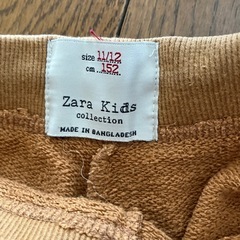 size 11/12
cm 152
Zara Kids
collection
MADE IN BANGLADESH